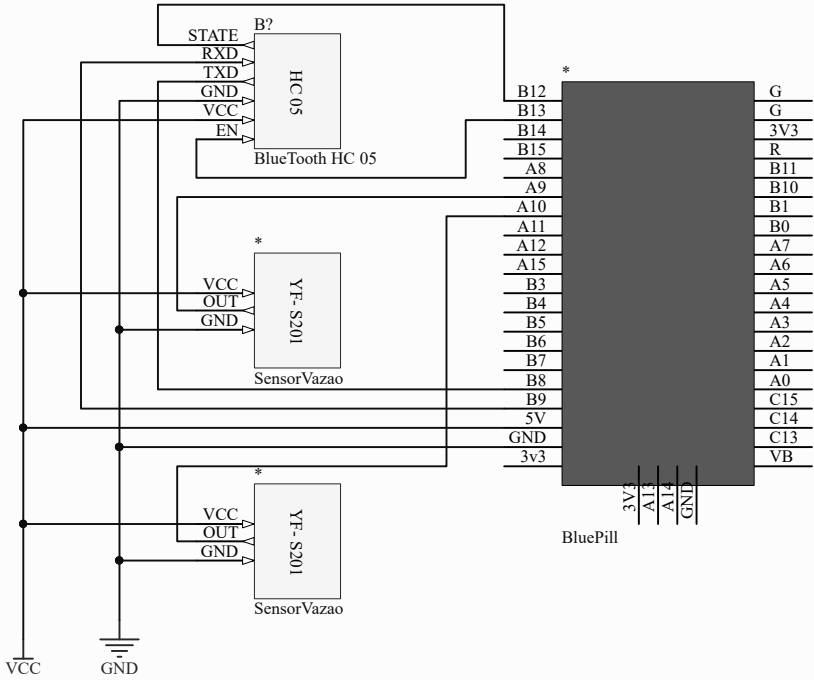 B?
STATE
RXD
TXD
GND
VCC
EN
HC 05
BlueTooth HC 05
*
VCC
OUT
GND
YF- S201
SensorVazao
*
VCC
OUT
GND
YF- S201
SensorVazao
VCC
GND
*
B12
B13
B14
B15
A8
A9
A10
A11
A12
A15
B3
B4
B5
B6
B7
B8
B9
5V
GND
3v3
G
G
3V3
R
B11
B10
B1
B0
A7
A6
A5
A4
A3
A2
A1
A0
C15
C14
C13
VB
3V3
A13
A14
GND
BluePill